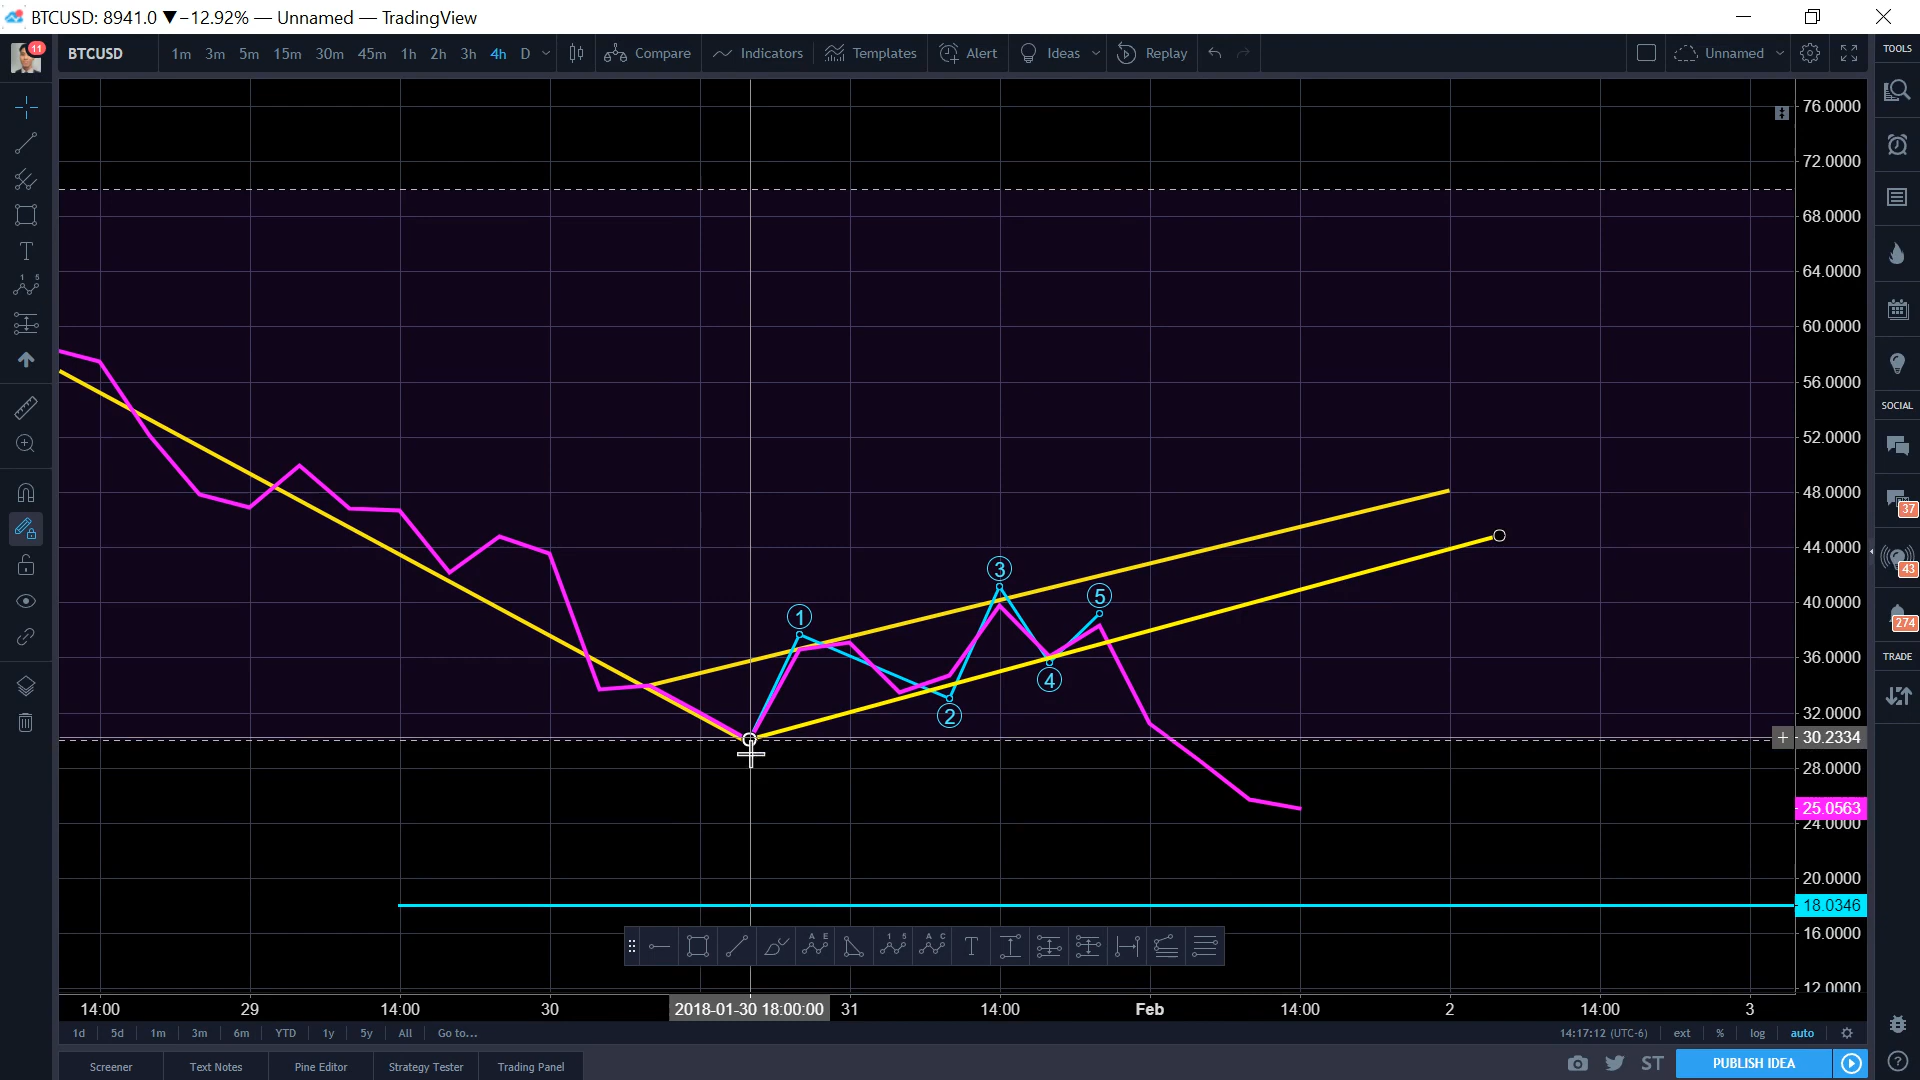 BTCUSD: 8941.0 ▼−12.92% — Unnamed — TradingView
11
BTCUSD 1m 3m 5m 15m 30m 45m 1h 2h 3h 4h D Compare Indicators Templates Alert Ideas Replay Unnamed
TOOLS
76.0000
72.0000
68.0000
64.0000
60.0000
56.0000
SOCIAL
52.0000
48.0000
37
44.0000
43
3
40.0000
5
1
274
36.0000
TRADE
4
32.0000
2
30.2334
28.0000
25.0563
24.0000
20.0000
18.0346
16.0000
A E
1 5
A C
T
12.0000
14:00 29 14:00 30 2018-01-30 18:00:00 31 14:00 Feb 14:00 2 14:00 3
1d 5d 1m 3m 6m YTD 1y 5y All Go to... 14:17:12 (UTC-6) ext % log auto
Screener Text Notes Pine Editor Strategy Tester Trading Panel ST PUBLISH IDEA